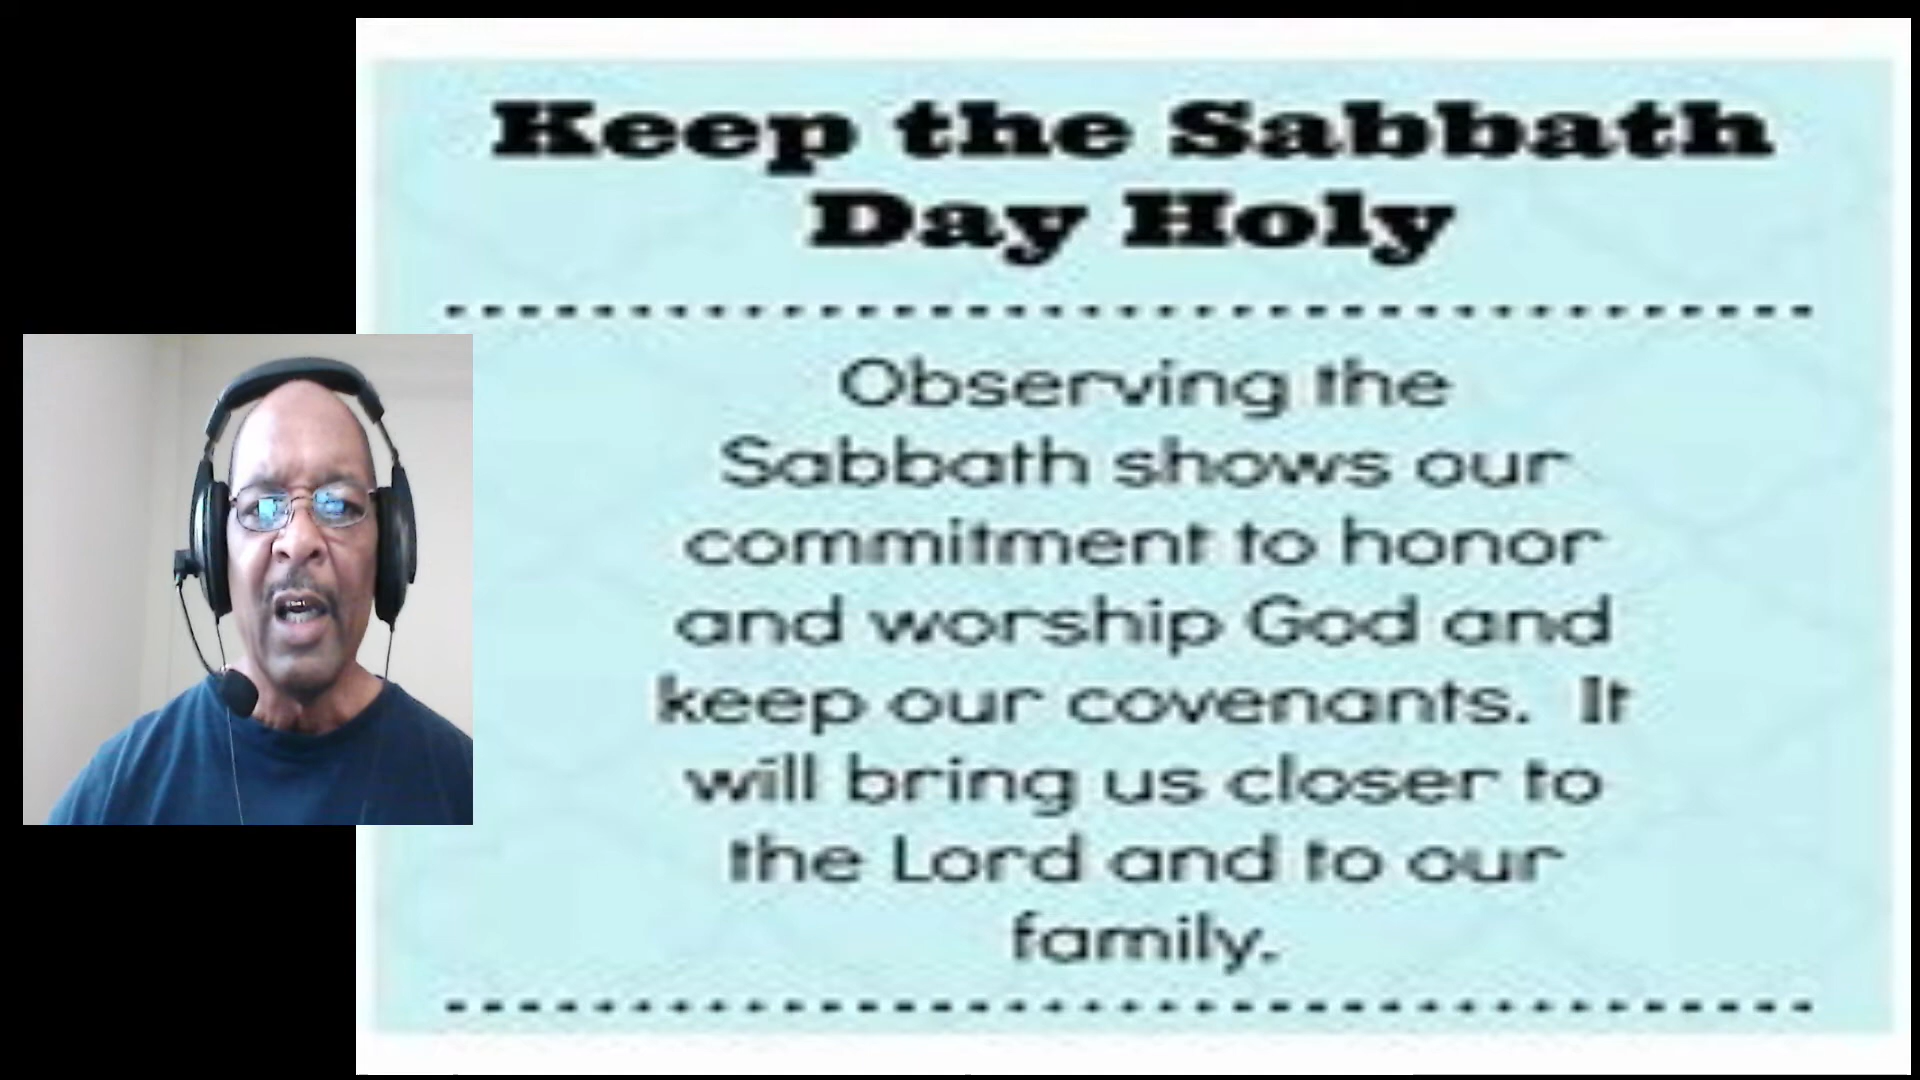 Keep the Sabbath
Day Holy
Observing the
Sabbath shows our
commitment to honor
and worship God and
keep our covenants. It
will bring us closer to
the Lord and to our
family.